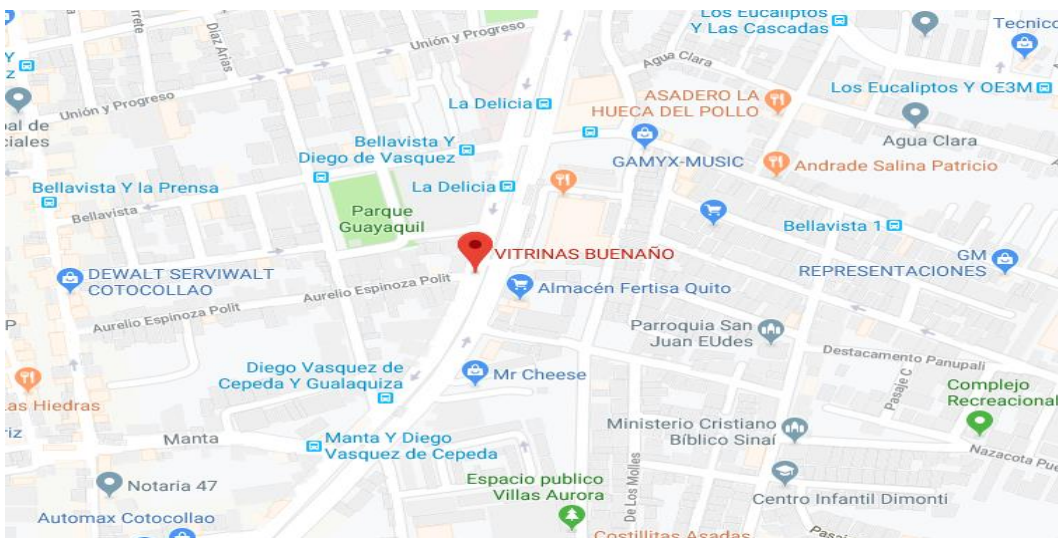 Los Eucaliptos
Y Las Cascadas
Tecnico
Diaz Arias
Unión y Progreso
Agua Clara
Los Eucaliptos Y OE3M
Unión y Progreso
La Delicia
ASADERO LA
HUECA DEL POLLO
Agua Clara
Bellavista Y
Diego de Vasquez
GAMYX-MUSIC
Andrade Salina Patricio
Bellavista Y la Prensa
La Delicia
Bellavista
Parque
Guayaquil
Bellavista 1
VITRINAS BUENAÑO
GM
REPRESENTACIONES
DEWALT SERVIWALT
COTOCOLLAO
Aurelio Espinoza Polit
Almacén Fertisa Quito
Aurelio Espinoza Polit
Parroquia San
Juan EUdes
Destacamento Panupali
Diego Vasquez de
Cepeda Y Gualaquiza
Mr Cheese
Pasaje C
Complejo
Recreacional
as Hiedras
Ministerio Cristiano
Bíblico Sinaí
Manta
Manta Y Diego
Vasquez de Cepeda
Nazacota Pue
Notaria 47
Espacio publico
Villas Aurora
De Los Molles
Centro Infantil Dimonti
Automax Cotocollao
Costillitas Asadas